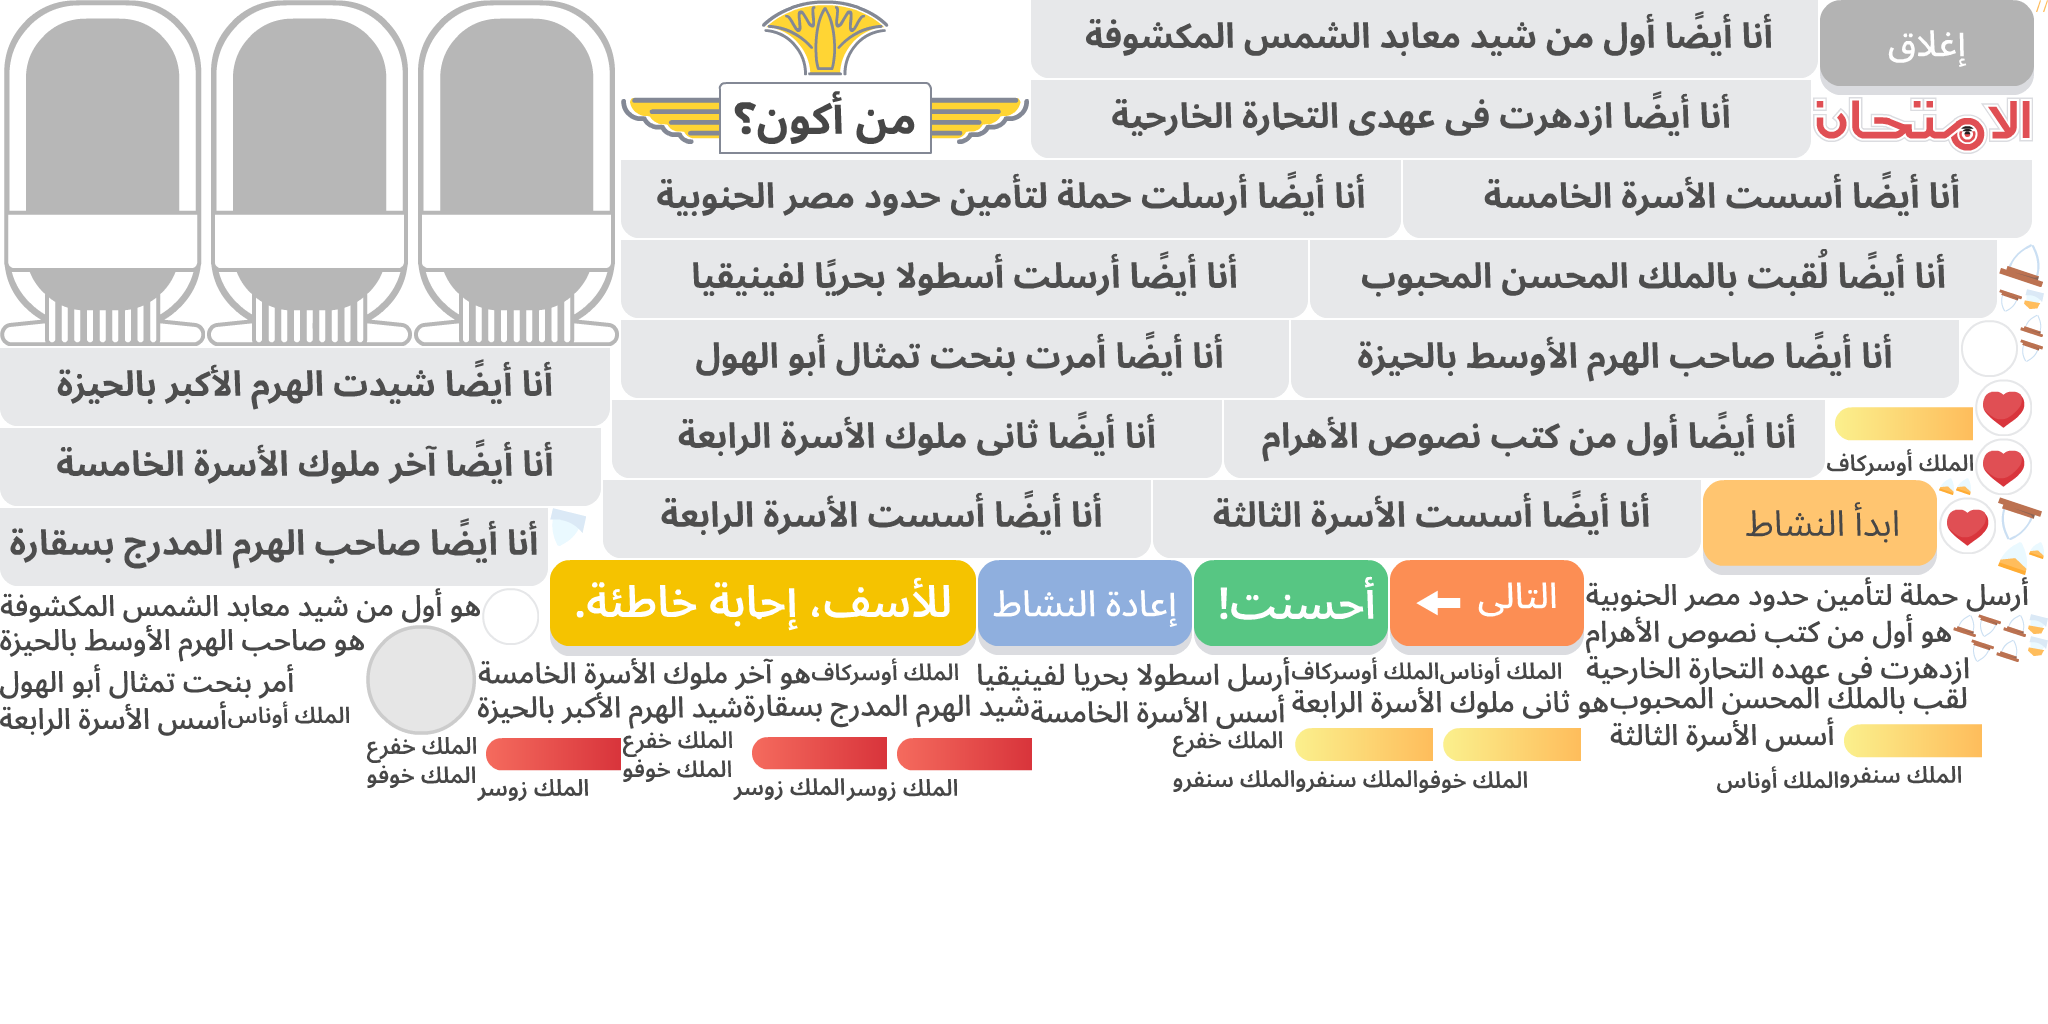 إغلاق
أنا أيضًا أول من شيد معابد الشمس المكشوفة
من أكون؟
الامتحان
أنا أيضًا ازدهرت فى عهدى التجارة الخارجية
أنا أيضًا أسست الأسرة الخامسة
أنا أيضًا أرسلت حملة لتأمين حدود مصر الجنوبية
أنا أيضًا لُقبت بالملك المحسن المحبوب
أنا أيضًا أرسلت أسطولا بحريًا لفينيقيا
أنا أيضًا صاحب الهرم الأوسط بالجيزة
أنا أيضًا أمرت بنحت تمثال أبو الهول
أنا أيضًا شيدت الهرم الأكبر بالجيزة
أنا أيضًا أول من كتب نصوص الأهرام
أنا أيضًا ثانى ملوك الأسرة الرابعة
أنا أيضًا آخر ملوك الأسرة الخامسة
الملك أوسركاف
ابدأ النشاط
أنا أيضًا أسست الأسرة الثالثة
أنا أيضًا أسست الأسرة الرابعة
أنا أيضًا صاحب الهرم المدرج بسقارة
التالى
أحسنت!
إعادة النشاط
للأسف، إجابة خاطئة.
أرسل حملة لتأمين حدود مصر الجنوبية
هو أول من شيد معابد الشمس المكشوفة
هو أول من كتب نصوص الأهرام
هو صاحب الهرم الأوسط بالجيزة
ازدهرت فى عهده التجارة الخارجية
الملك أوناس
الملك أوسركاف
أرسل اسطولا بحريا لفينيقيا
الملك أوسركاف
هو آخر ملوك الأسرة الخامسة
أمر بنحت تمثال أبو الهول
لقب بالملك المحسن المحبوب
هو ثانى ملوك الأسرة الرابعة
أسس الأسرة الخامسة
شيد الهرم المدرج بسقارة
شيد الهرم الأكبر بالجيزة
الملك أوناس
أسس الأسرة الرابعة
أسس الأسرة الثالثة
الملك خفرع
الملك خفرع
الملك خفرع
الملك سنفرو
الملك أوناس
الملك خوفو
الملك سنفرو
الملك سنفرو
الملك خوفو
الملك خوفو
الملك زوسر
الملك زوسر
الملك زوسر